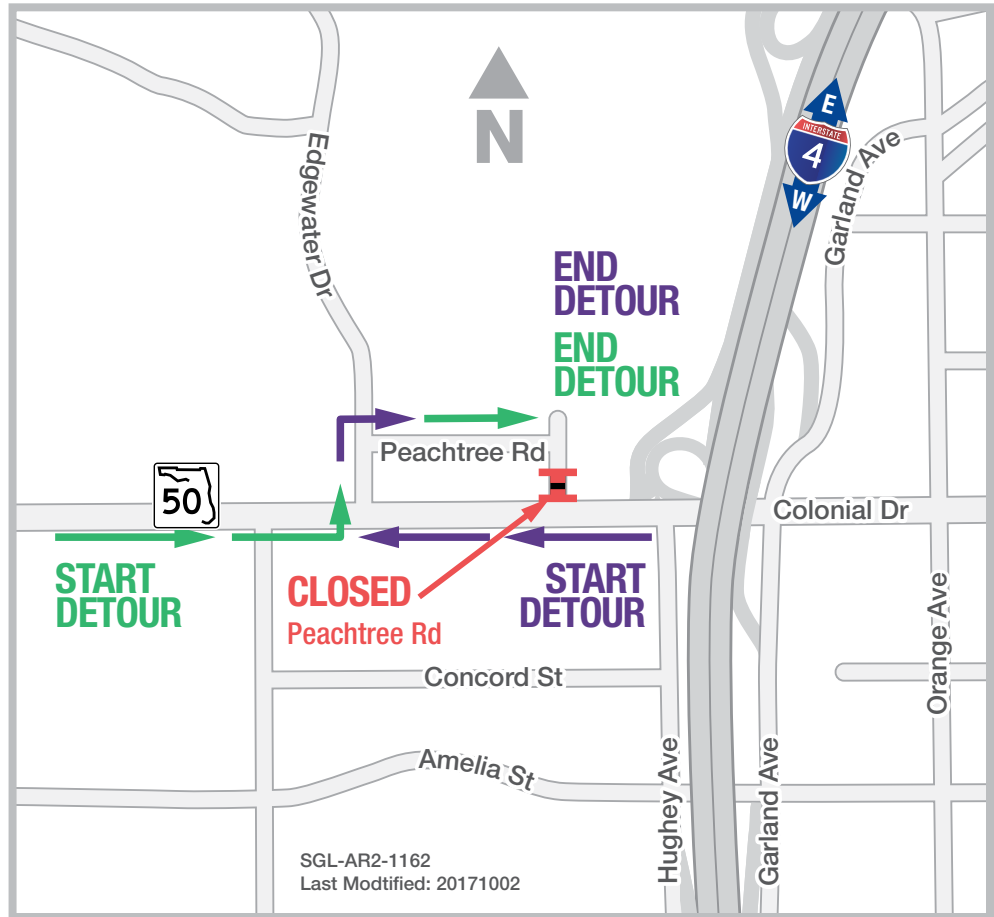 N
E
INTERSTATE
4
W
Garland Ave
Edgewater Dr
END
DETOUR
END
DETOUR
Peachtree Rd
50
Colonial Dr
START
DETOUR
CLOSED
Peachtree Rd
START
DETOUR
Concord St
Orange Ave
Amelia St
Hughey Ave
Garland Ave
SGL-AR2-1162
Last Modtified: 20171002